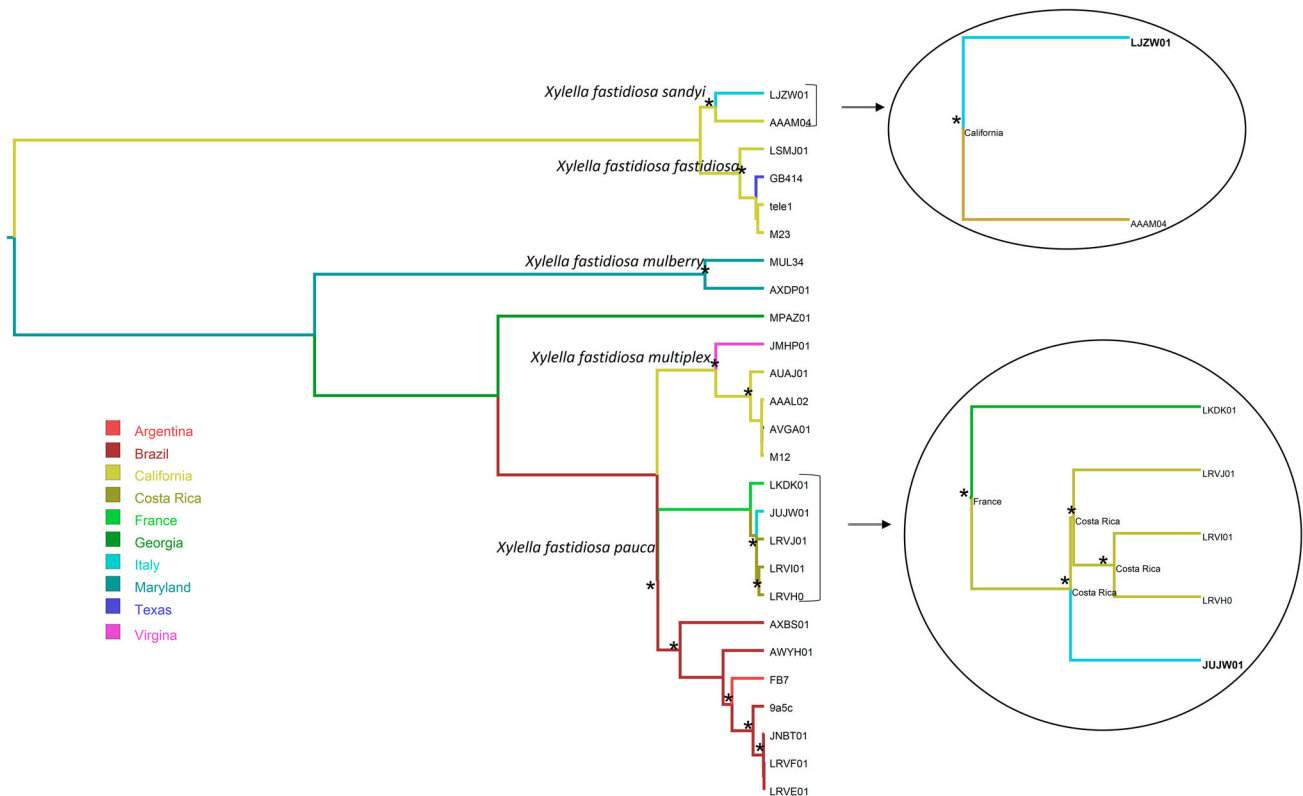 Xylella fastidiosa sandyi
LJZW01
AAAM04
LSMJ01
Xylella fastidiosa fastidiosa
GB414
tele1
M23
Xylella fastidiosa mulberry
MUL34
AXDP01
MPAZ01
JMHP01
Xylella fastidiosa multiplex
AUAJ01
AAAL02
AVGA01
M12
LKDK01
JUJW01
LRVJ01
Xylella fastidiosa pauca
LRVI01
LRVH0
AXBS01
AWYH01
FB7
9a5c
JNBT01
LRVF01
LRVE01
Argentina
Brazil
California
Costa Rica
France
Georgia
Italy
Maryland
Texas
Virgina
LJZW01
California
AAAM04
LKDK01
LRVJ01
France
Costa Rica
LRVI01
Costa Rica
Costa Rica
LRVH0
JUJW01